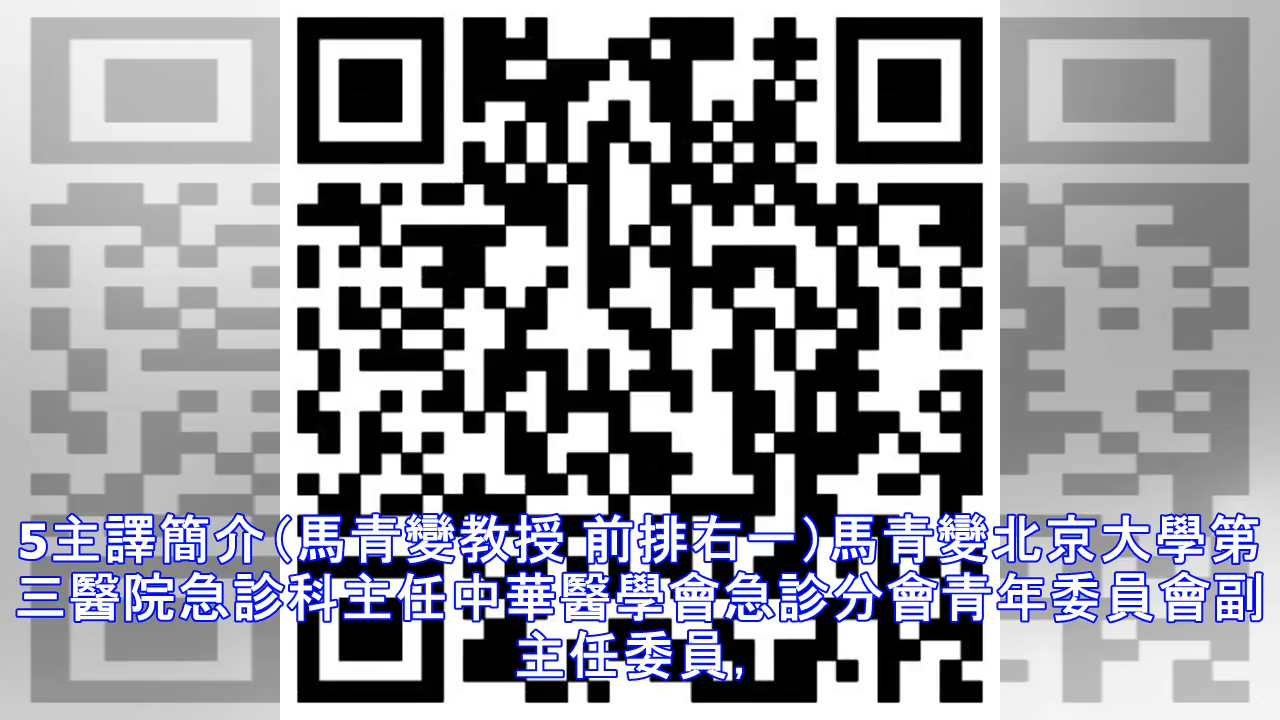 5主譯簡介(馬青變教授 前排右一)馬青變北京大學第
三醫院急診科主任中華醫學會急診分會青年委員會副
主任委員,